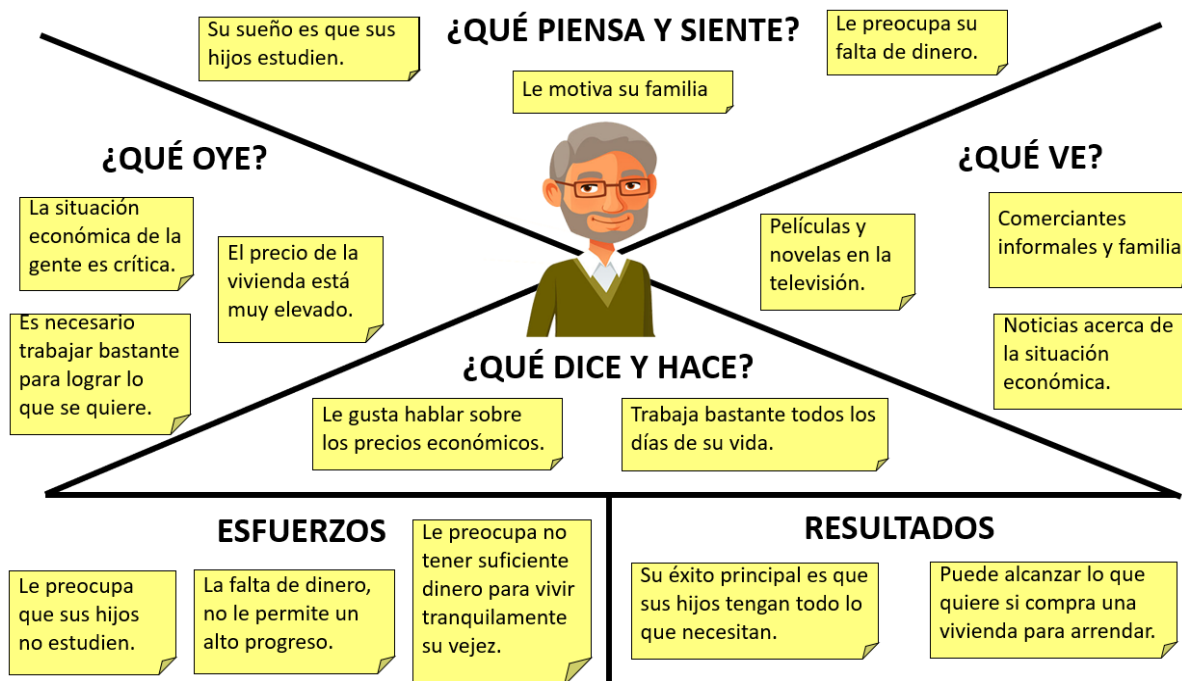 ¿QUÉ PIENSA Y SIENTE?
Su sueño es que sus
hijos estudien.
Le motiva su familia
Le preocupa su
falta de dinero.
¿QUÉ OYE?
La situación
económica de la
gente es crítica.
El precio de la
vivienda está
muy elevado.
Es necesario
trabajar bastante
para lograr lo
que se quiere.
¿QUÉ VE?
Películas y
novelas en la
televisión.
Comerciantes
informales y familia
Noticias acerca de
la situación
económica.
¿QUÉ DICE Y HACE?
Le gusta hablar sobre
los precios económicos.
Trabaja bastante todos los
días de su vida.
ESFUERZOS
Le preocupa
que sus hijos
no estudien.
La falta de dinero,
no le permite un
alto progreso.
Le preocupa no
tener suficiente
dinero para vivir
tranquilamente
su vejez.
RESULTADOS
Su éxito principal es que
sus hijos tengan todo lo
que necesitan.
Puede alcanzar lo que
quiere si compra una
vivienda para arrendar.